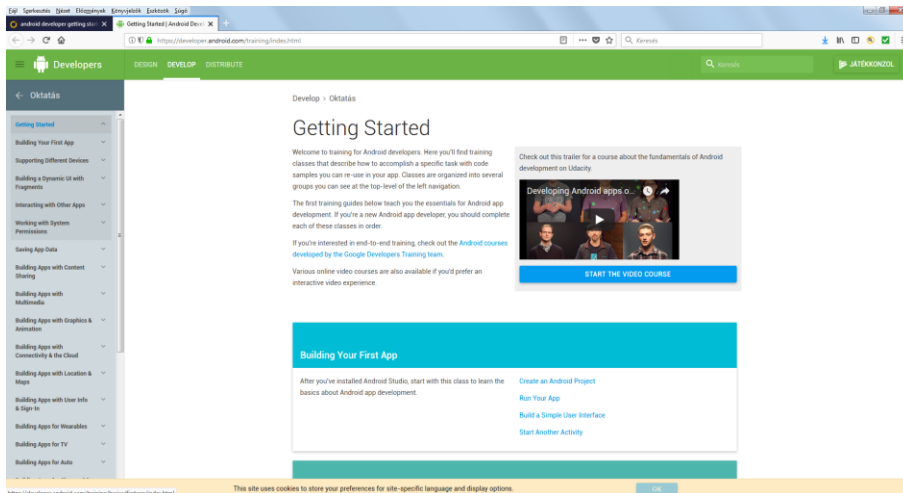 Fájl Szerkesztés Nézet Előzmények Könyvjelzők Eszközök Súgó
android developer getting start
Getting Started | Android Devel
https://developer.android.com/training/index.html
Keresés
Developers
DESIGN DEVELOP DISTRIBUTE
Keresés
JÁTÉKKONZOL
Oktatás
Getting Started
Building Your First App
Supporting Different Devices
Building a Dynamic UI with
Fragments
Interacting with Other Apps
Working with System
Permissions
Saving App Data
Building Apps with Content
Sharing
Building Apps with
Multimedia
Building Apps with Graphics &
Animation
Building Apps with
Connectivity & the Cloud
Building Apps with Location &
Maps
Building Apps with User Info
& Sign-In
Building Apps for Wearables
Building Apps for TV
Building Apps for Auto
Develop > Oktatás
Getting Started
Welcome to training for Android developers. Here you'll find training
classes that describe how to accomplish a specific task with code
samples you can re-use in your app. Classes are organized into several
groups you can see at the top-level of the left navigation.
The first training guides below teach you the essentials for Android app
development. If you're a new Android app developer, you should complete
each of these classes in order.
If you're interested in end-to-end training, check out the Android courses
developed by the Google Developers Training team.
Various online video courses are also available if you'd prefer an
interactive video experience.
Check out this trailer for a course about the fundamentals of Android
development on Udacity.
Developing Android apps o...
START THE VIDEO COURSE
Building Your First App
After you've installed Android Studio, start with this class to learn the
basics about Android app development.
Create an Android Project
Run Your App
Build a Simple User Interface
Start Another Activity
This site uses cookies to store your preferences for site-specific language and display options.
OK